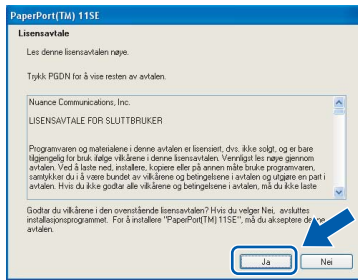 PaperPort(TM) 11SE
Lisensavtale
Les denne lisensavtalen nøye.
Trykk PGDN for å vise resten av avtalen.
Nuance Communications, Inc.
LISENSAVTALE FOR SLUTTBRUKER
Programvaren og materialene i denne avtalen er lisensiert, dvs. ikke solgt, og er bare
tilgjengelig for bruk ifølge vilkårene i denne lisensavtalen. Vennligst les nøye gjennom
avtalen. Ved å laste ned, installere, kopiere eller på annen måte bruke programvaren,
samtykker du i å være bundet av vilkårene og betingelsene i avtalen og utgjøre en part i
avtalen. Hvis du ikke godtar alle vilkårene og betingelsene i avtalen, må du ikke laste
Godtar du vilkårene i den ovenstående lisensavtalen? Hvis du velger Nei, avsluttes
installasjonsprogrammet. For å installere "PaperPort(TM) 11SE", må du akseptere denne
avtalen.
Ja
Nei